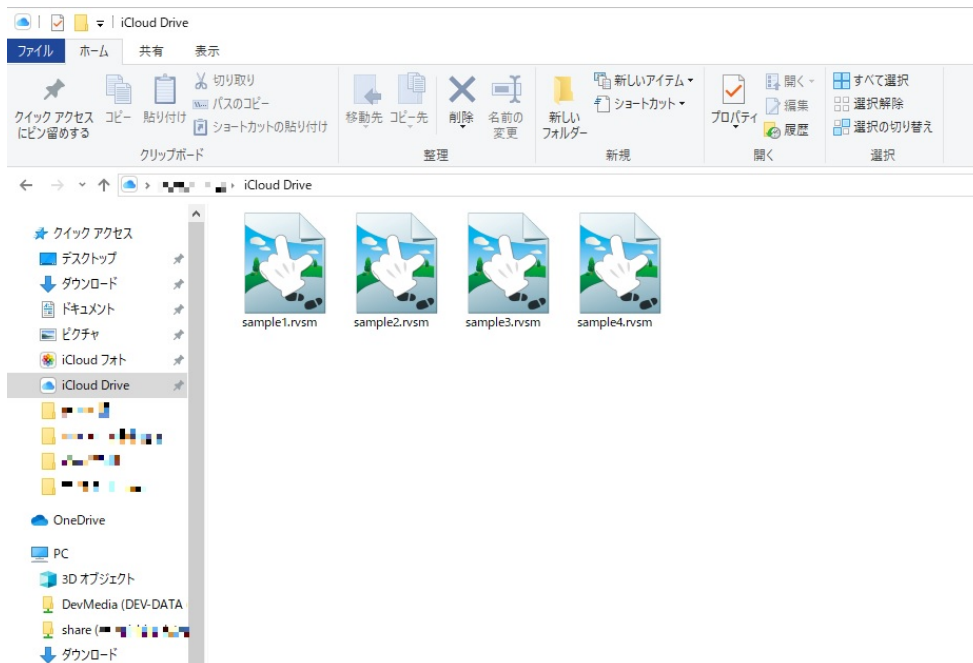 iCloud Drive
ファイル ホーム 共有 表示
クイック アクセス
にピン留めする
コピー
貼り付け
切り取り
パスのコピー
ショートカットの貼り付け
クリップボード
移動先
コピー先
削除
名前の
変更
整理
新しい
フォルダー
新しいアイテム
ショートカット
新規
プロパティ
開く
編集
履歴
開く
すべて選択
選択解除
選択の切り替え
選択
iCloud Drive
クイック アクセス
デスクトップ
ダウンロード
ドキュメント
ピクチャ
iCloud フォト
iCloud Drive
OneDrive
PC
3D オブジェクト
DevMedia (DEV-DATA
share (
ダウンロード
sample1.rvsm
sample2.rvsm
sample3.rvsm
sample4.rvsm